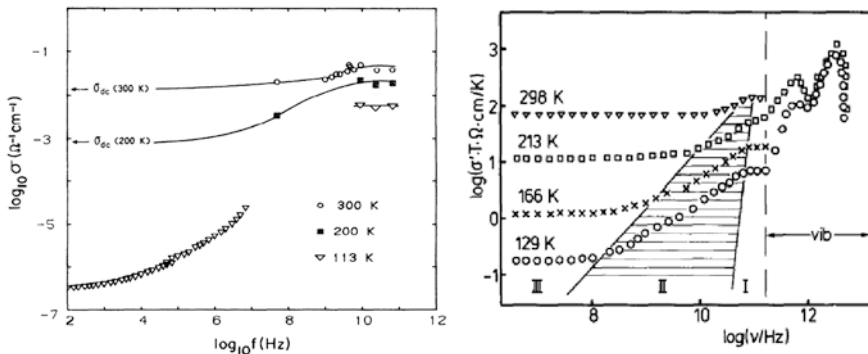 log₁₀ σ (Ω⁻¹cm⁻¹)
-1
-3
-5
-7
σdc (300 K)
σdc (200 K)
300 K
200 K
113 K
2 4 6 8 10 12
log₁₀ f (Hz)
log(σ'·T·Ω·cm/K)
3
2
1
0
-1
298 K
213 K
166 K
129 K
vib
III II I
8 10 12
log(ν/Hz)